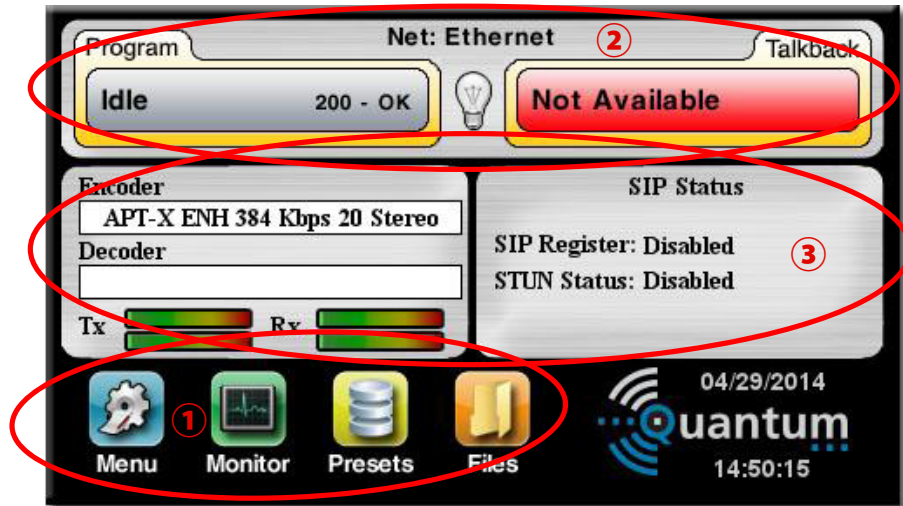 Program
Net: Ethernet
②
Talkback
Idle
200 - OK
Not Available
Encoder
APT-X ENH 384 Kbps 20 Stereo
Decoder
Tx
Rx
SIP Status
SIP Register: Disabled
③
STUN Status: Disabled
①
Menu
Monitor
Presets
Files
04/29/2014
Quantum
14:50:15